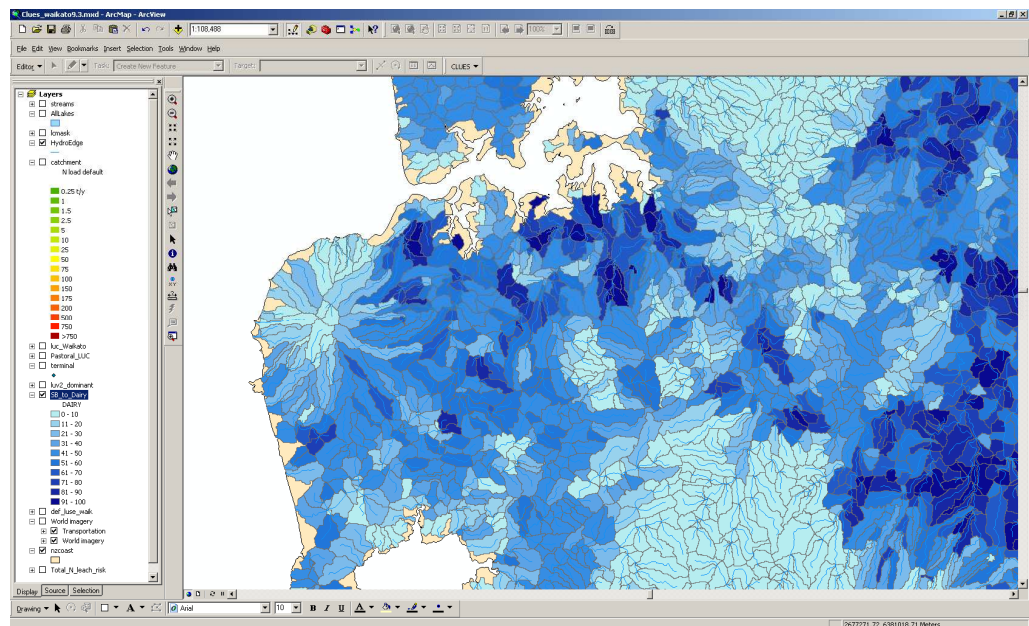 Clues_waikato9.3.mxd - ArcMap - ArcView
1:108,488
100%
File Edit View Bookmarks Insert Selection Tools Window Help
Editor Task: Create New Feature Target: CLUES
Layers
streams
AllLakes
lcmask
HydroEdge
catchment
N load default
0.25 t/y
1
1.5
2.5
5
10
25
50
75
100
150
175
200
500
750
>750
luc_Waikato
Pastoral_LUC
terminal
luv2_dominant
SB_to_Dairy
DAIRY
0 - 10
11 - 20
21 - 30
31 - 40
41 - 50
51 - 60
61 - 70
71 - 80
81 - 90
91 - 100
def_luse_waik
World imagery
Transportation
World imagery
nzcoast
Total_N_leach_risk
Display Source Selection
Drawing A Arial 10 B I U A
2677271.72 6381018.71 Meters